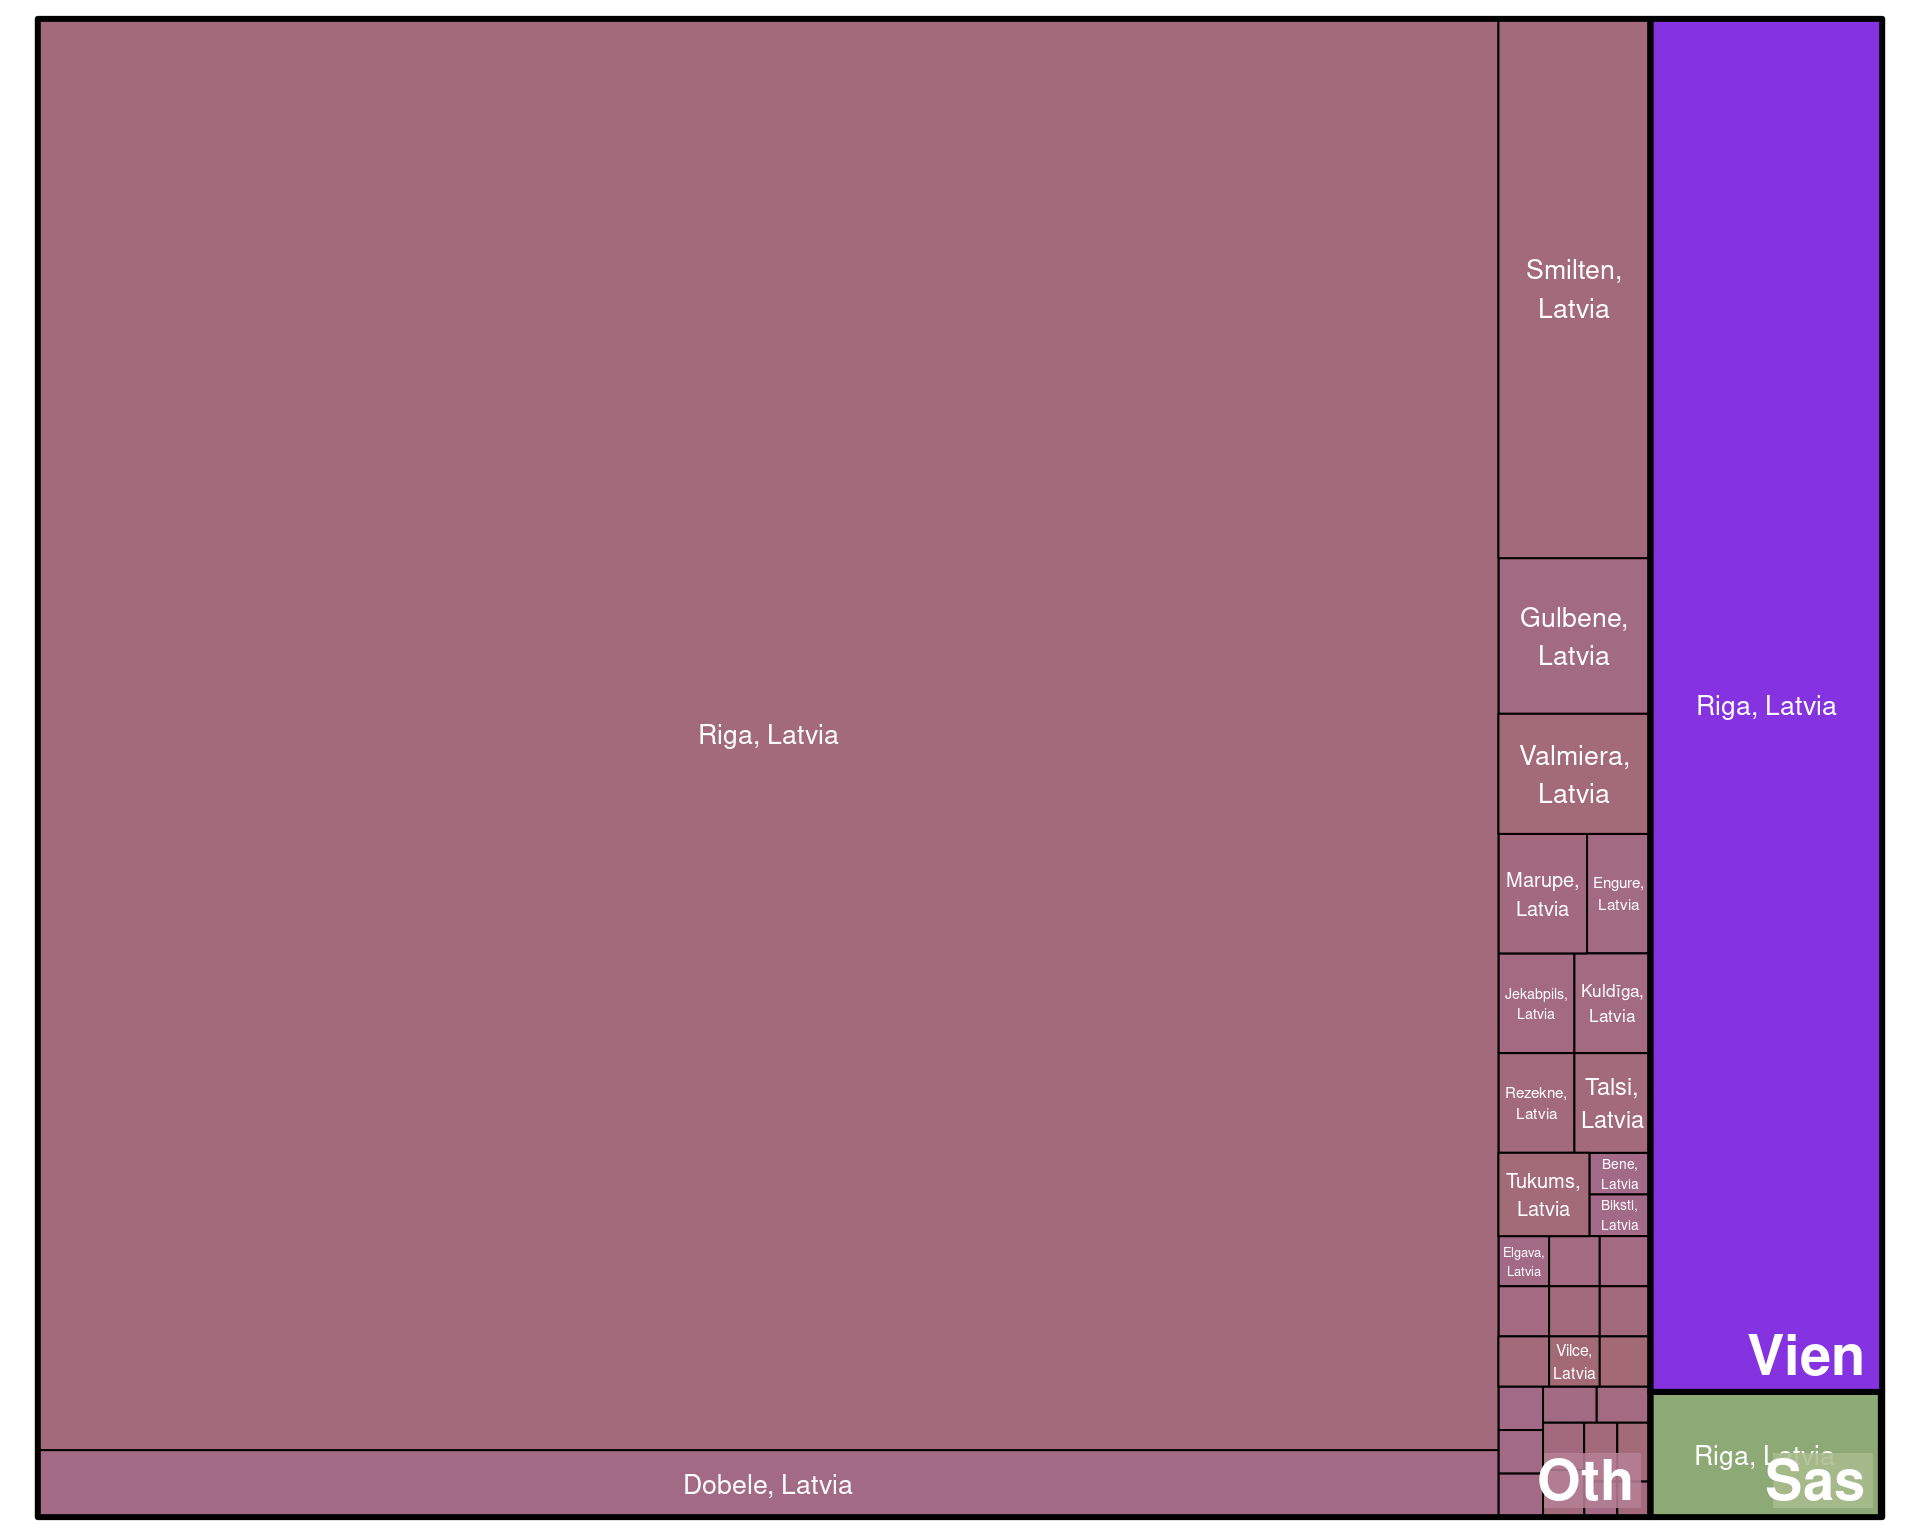 Riga, Latvia
Dobele, Latvia
Smilten,
Latvia
Gulbene,
Latvia
Valmiera,
Latvia
Marupe,
Latvia
Engure,
Latvia
Jekabpils,
Latvia
Kuldīga,
Latvia
Rezekne,
Latvia
Talsi,
Latvia
Tukums,
Latvia
Bene,
Latvia
Biksti,
Latvia
Elgava,
Latvia
Vilce,
Latvia
Oth
Riga, Latvia
Vien
Riga, Latvia
Sas